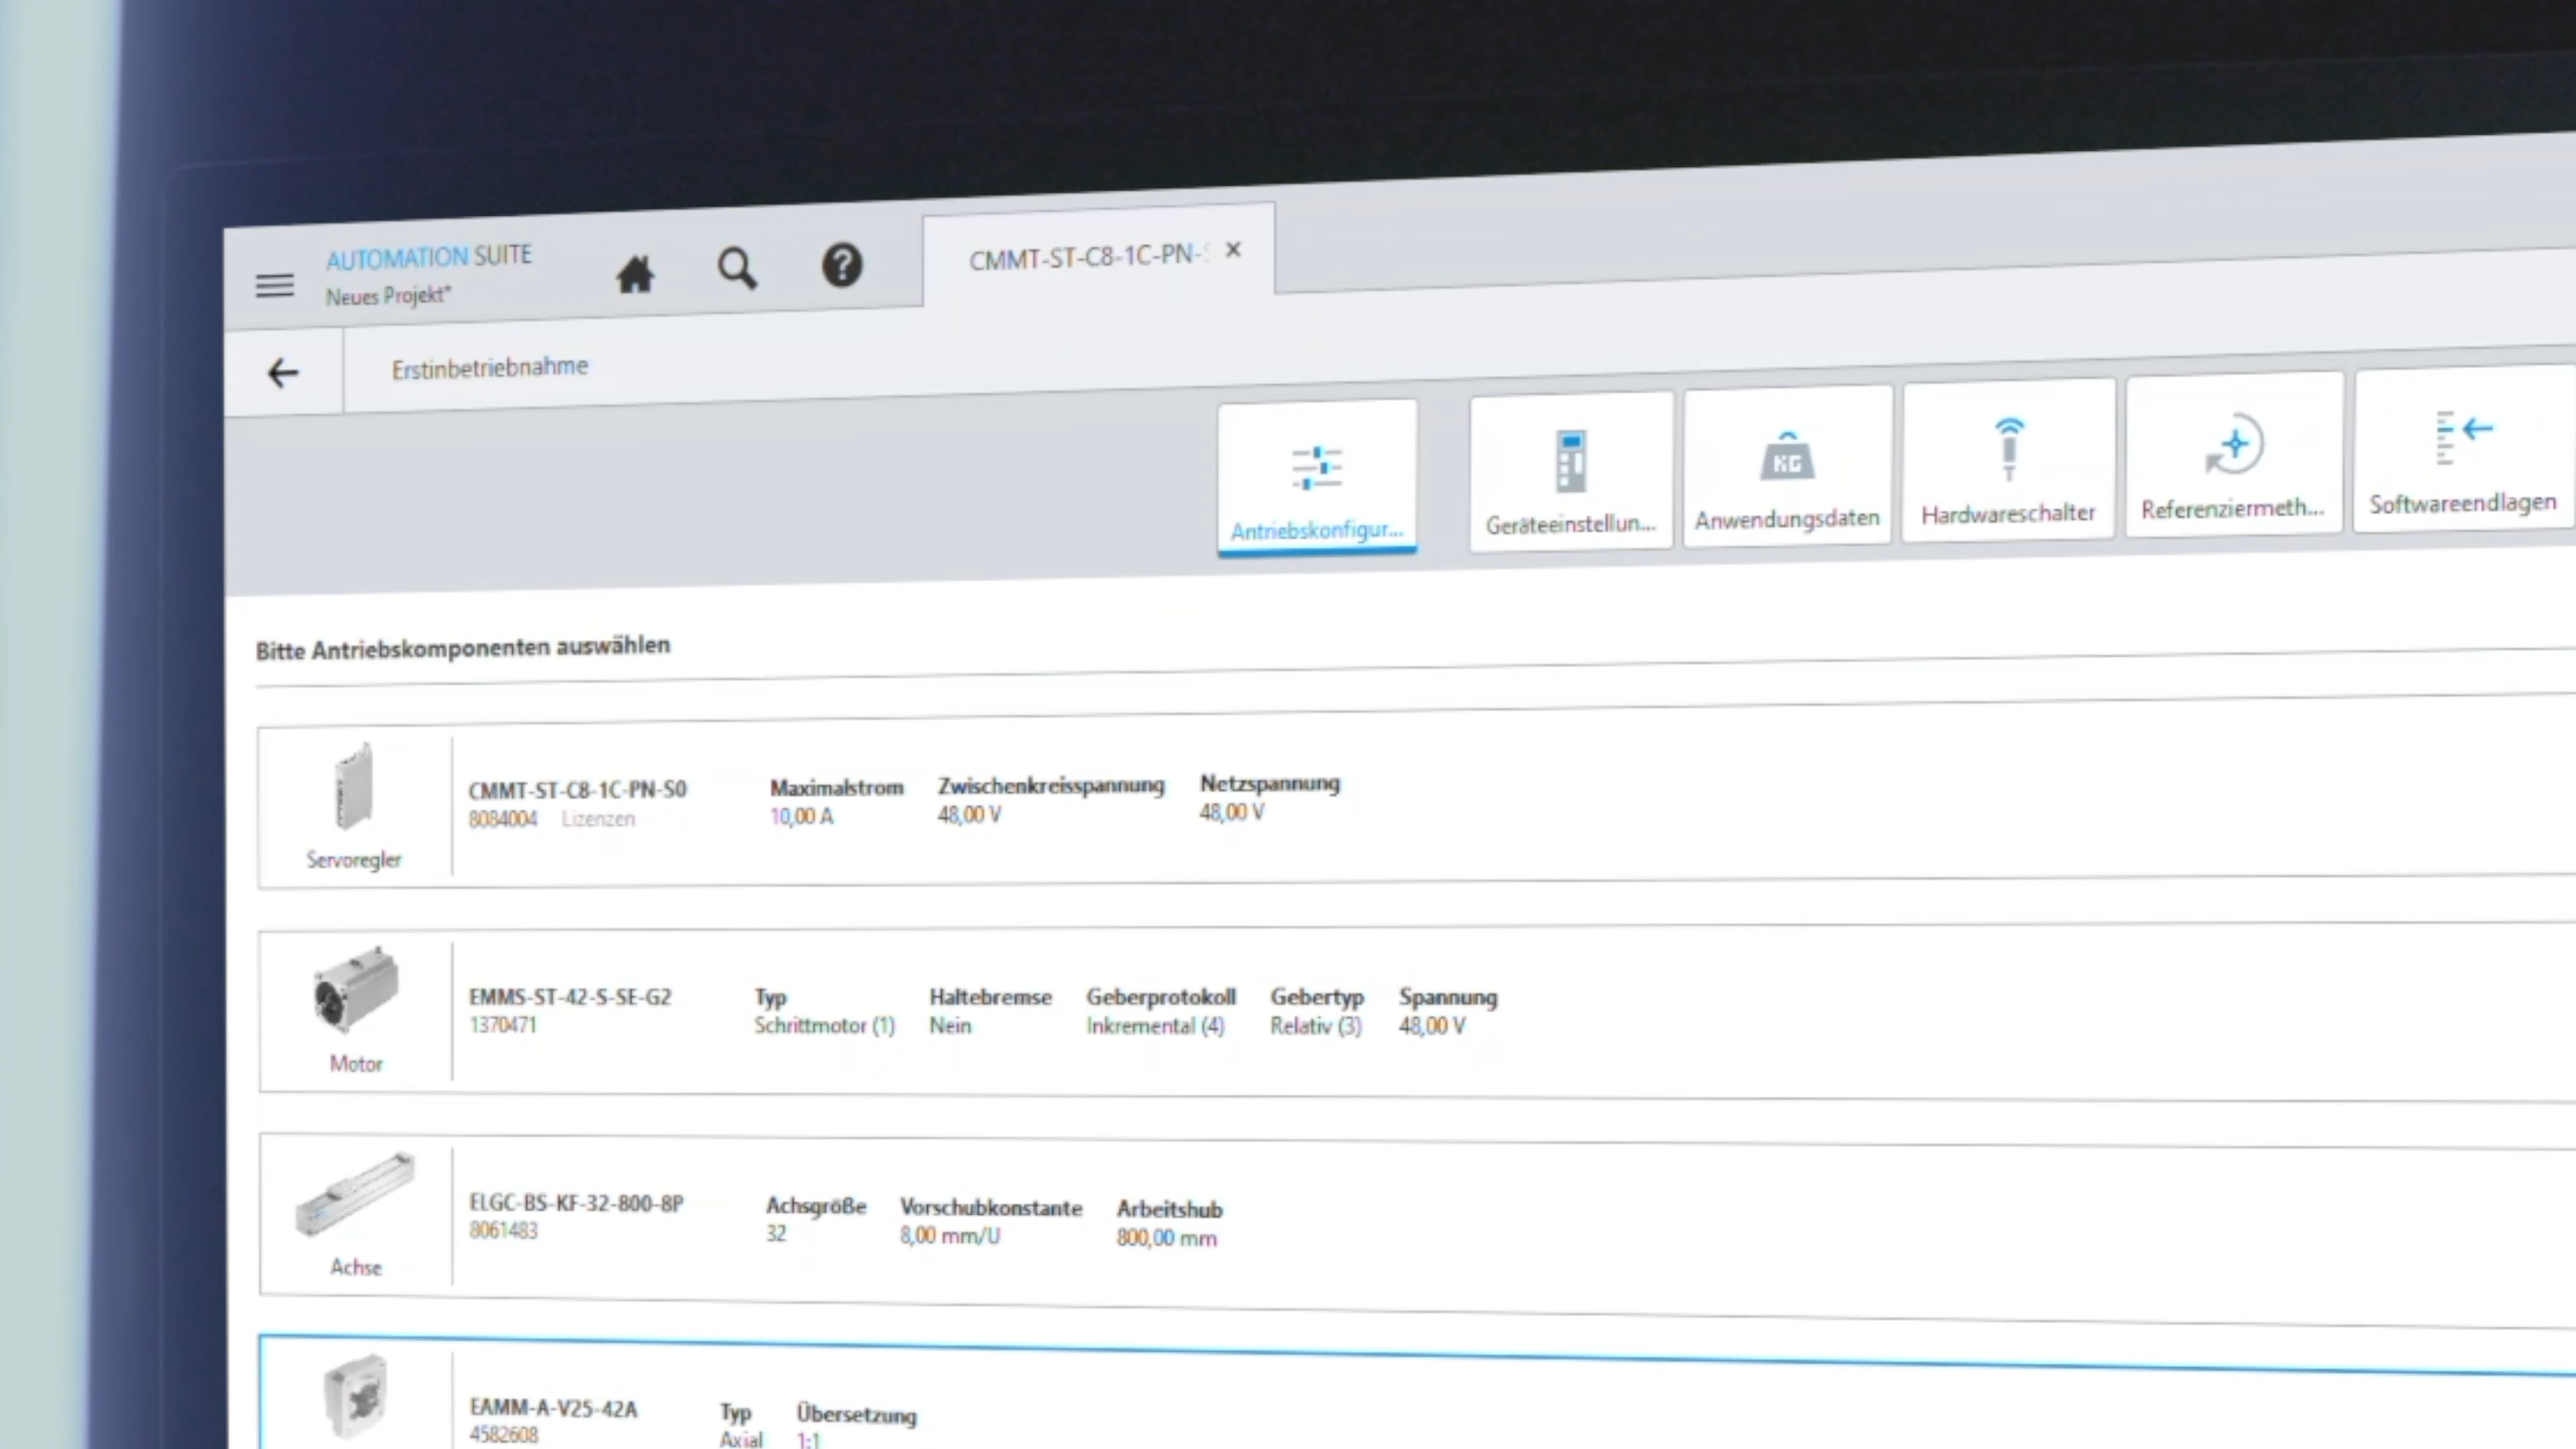 AUTOMATION SUITE
Neues Projekt*
CMMT-ST-C8-1C-PN-
Erstinbetriebnahme
Antriebskonfigur...
Geräteeinstellun...
KG
Anwendungsdaten
Hardwareschalter
Referenziermeth...
Softwareendlagen
Bitte Antriebskomponenten auswählen
Servoregler
CMMT-ST-C8-1C-PN-S0
8084004 Lizenzen
Maximalstrom
10,00 A
Zwischenkreisspannung
48,00 V
Netzspannung
48,00 V
Motor
EMMS-ST-42-S-SE-G2
1370471
Typ
Schrittmotor (1)
Haltebremse
Nein
Geberprotokoll
Inkremental (4)
Gebertyp
Relativ (3)
Spannung
48,00 V
Achse
ELGC-BS-KF-32-800-8P
8061483
Achsgröße
32
Vorschubkonstante
8,00 mm/U
Arbeitshub
800,00 mm
EAMM-A-V25-42A
4582608
Typ
Axial
Übersetzung
1:1